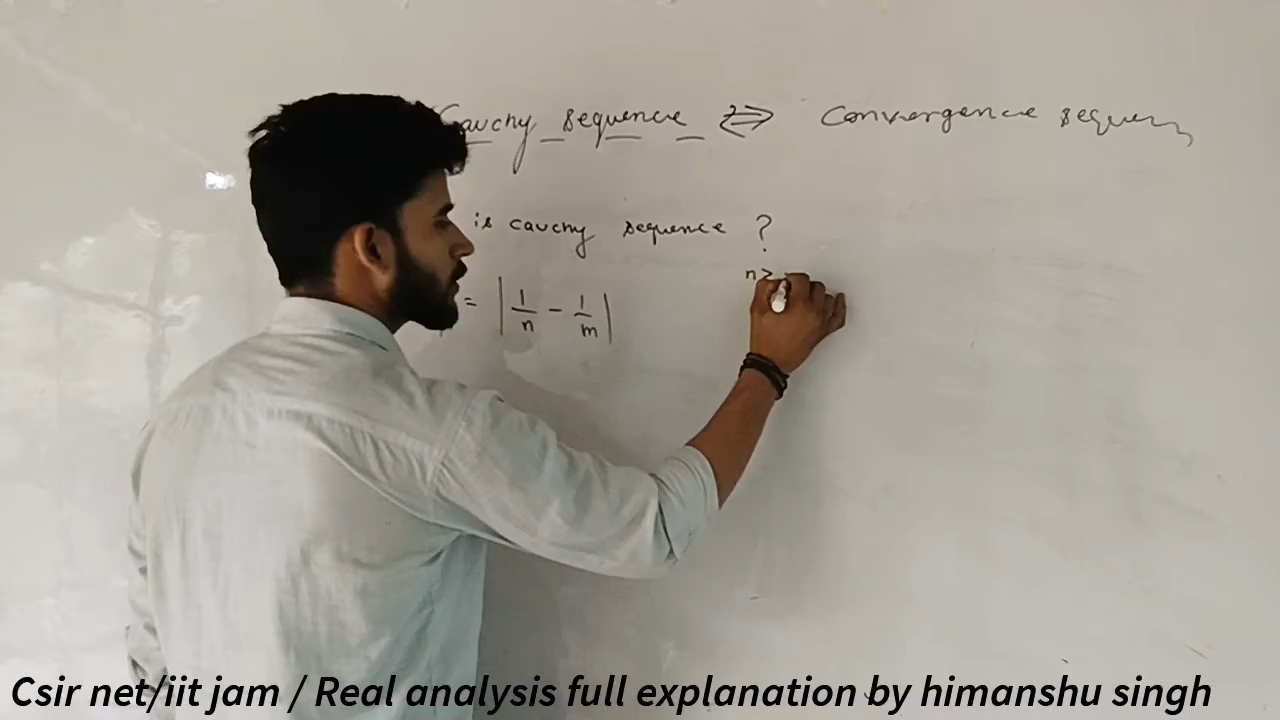 Cauchy sequence ⇔ Convergence sequen
is cauchy sequence ?
n >
= | 1/n - 1/m |
Csir net/iit jam / Real analysis full explanation by himanshu singh